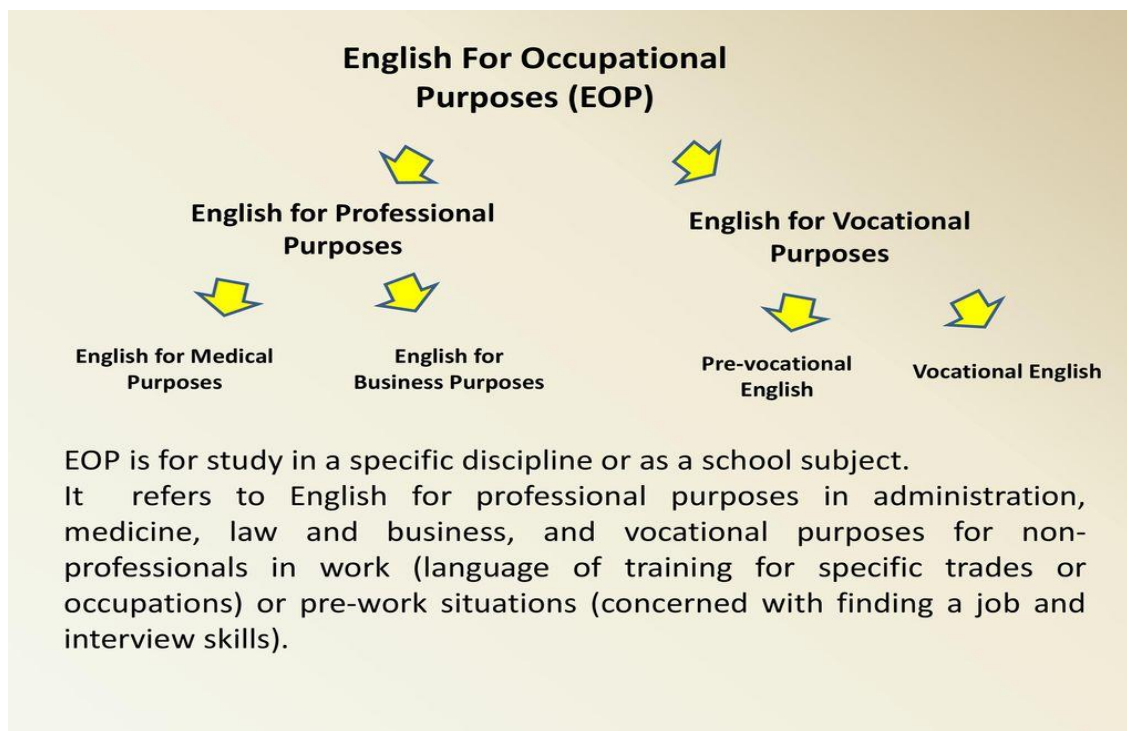 English For Occupational
Purposes (EOP)
English for Professional
Purposes
English for Vocational
Purposes
English for Medical
Purposes
English for
Business Purposes
Pre-vocational
English
Vocational English
EOP is for study in a specific discipline or as a school subject.
It refers to English for professional purposes in administration,
medicine, law and business, and vocational purposes for non-
professionals in work (language of training for specific trades or
occupations) or pre-work situations (concerned with finding a job and
interview skills).